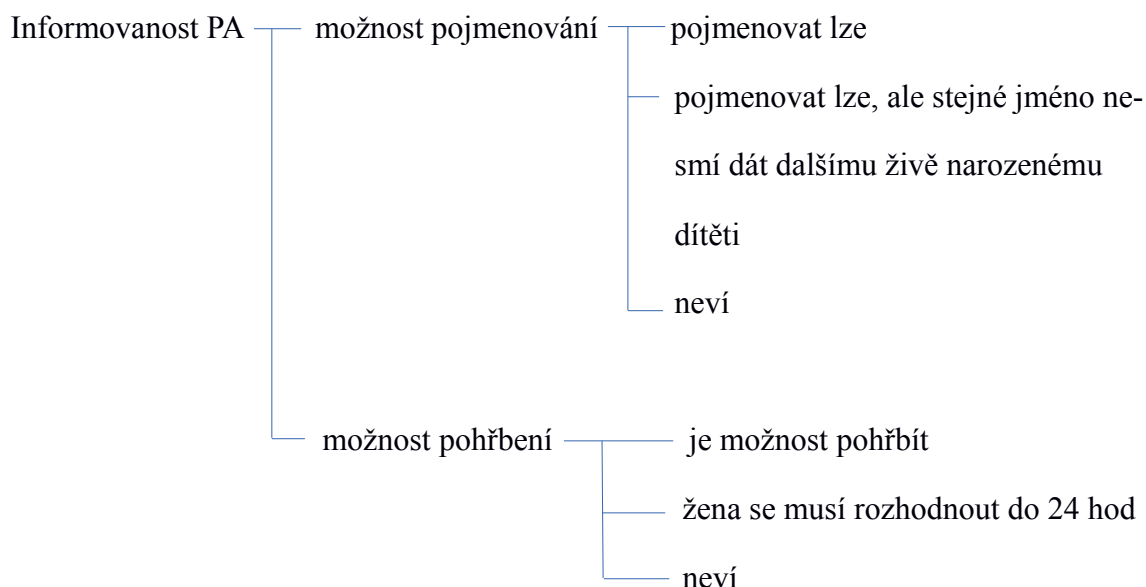 Informovanost PA
možnost pojmenování
pojmenovat lze
pojmenovat lze, ale stejné jméno ne-
smí dát dalšímu živě narozenému
dítěti
neví
možnost pohřbení
je možnost pohřbít
žena se musí rozhodnout do 24 hod
neví